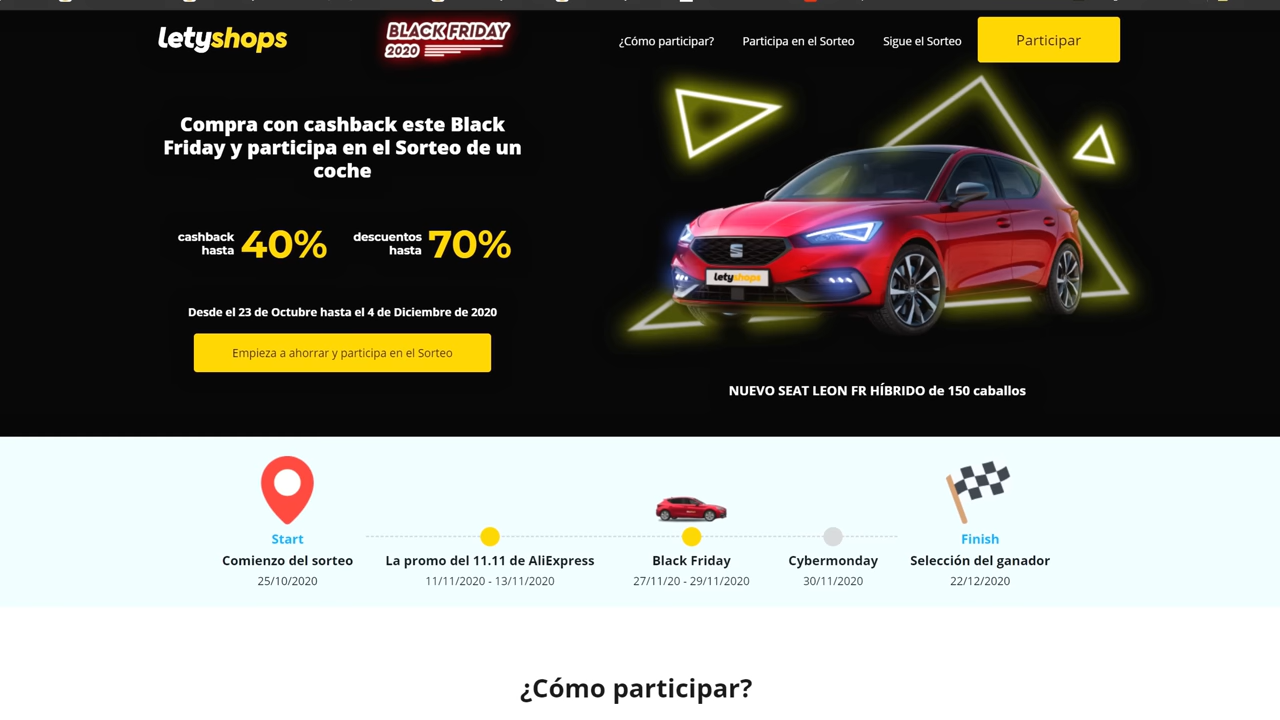 letyshops
BLACK FRIDAY
2020
¿Cómo participar?
Participa en el Sorteo
Sigue el Sorteo
Participar
Compra con cashback este Black
Friday y participa en el Sorteo de un
coche
cashback
hasta
40%
descuentos
hasta
70%
Desde el 23 de Octubre hasta el 4 de Diciembre de 2020
Empieza a ahorrar y participa en el Sorteo
letyshops
NUEVO SEAT LEON FR HÍBRIDO de 150 caballos
Start
Comienzo del sorteo
25/10/2020
La promo del 11.11 de AliExpress
11/11/2020 - 13/11/2020
Black Friday
27/11/20 - 29/11/2020
Cybermonday
30/11/2020
Finish
Selección del ganador
22/12/2020
¿Cómo participar?